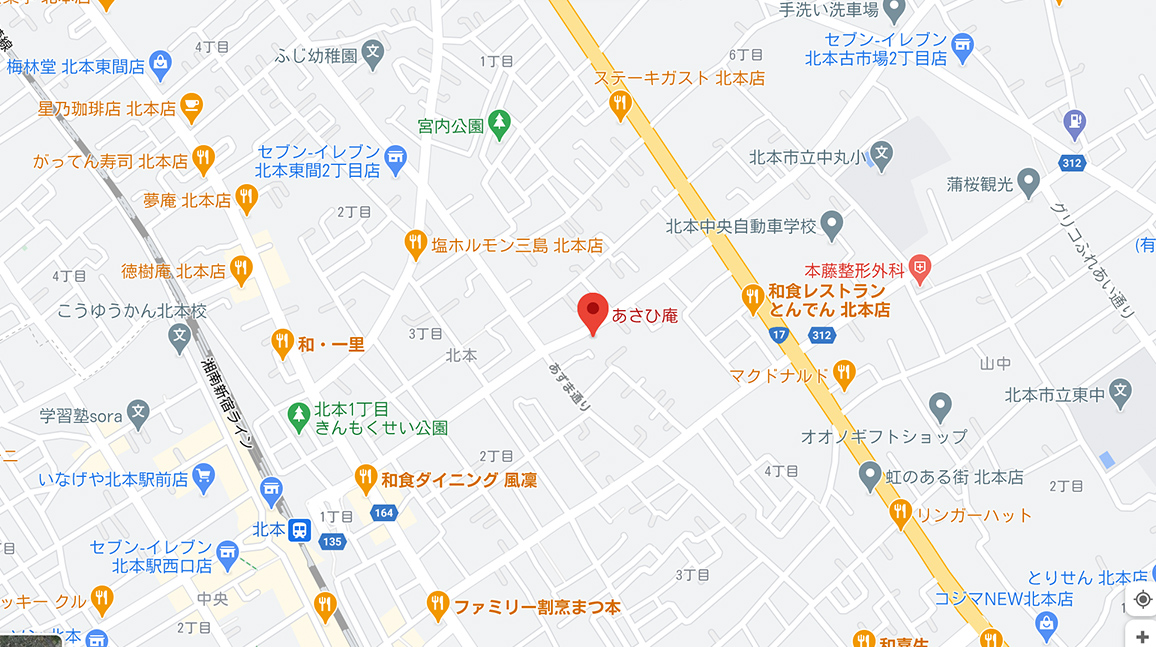 北本店
手洗い洗車場
4丁目
ふじ幼稚園
1丁目
6丁目
セブン-イレブン
北本古市場2丁目店
梅林堂 北本東間店
ステーキガスト 北本店
星乃珈琲店 北本店
宮内公園
がってん寿司 北本店
セブン-イレブン
北本東間2丁目店
北本市立中丸小
312
夢庵 北本店
蒲桜観光
2丁目
北本中央自動車学校
グリコふれあい通り
塩ホルモン三島 北本店
(有
徳樹庵 北本店
4丁目
本藤整形外科
和食レストラン
とんでん 北本店
こうゆうかん北本校
あさひ庵
17
312
3丁目
和・一里
北本
山中
湘南新宿ライン
あずま通り
マクドナルド
北本市立東中
学習塾sora
北本1丁目
きんもくせい公園
オオノギフトショップ
2丁目
4丁目
虹のある街 北本店
いなげや北本駅前店
和食ダイニング 風凛
2丁目
164
1丁目
リンガーハット
北本
135
セブン-イレブン
北本駅西口店
3丁目
とりせん 北本店
ッキー クル
中央
コジマNEW北本店
ファミリー割烹まつ本
2丁目
和喜生